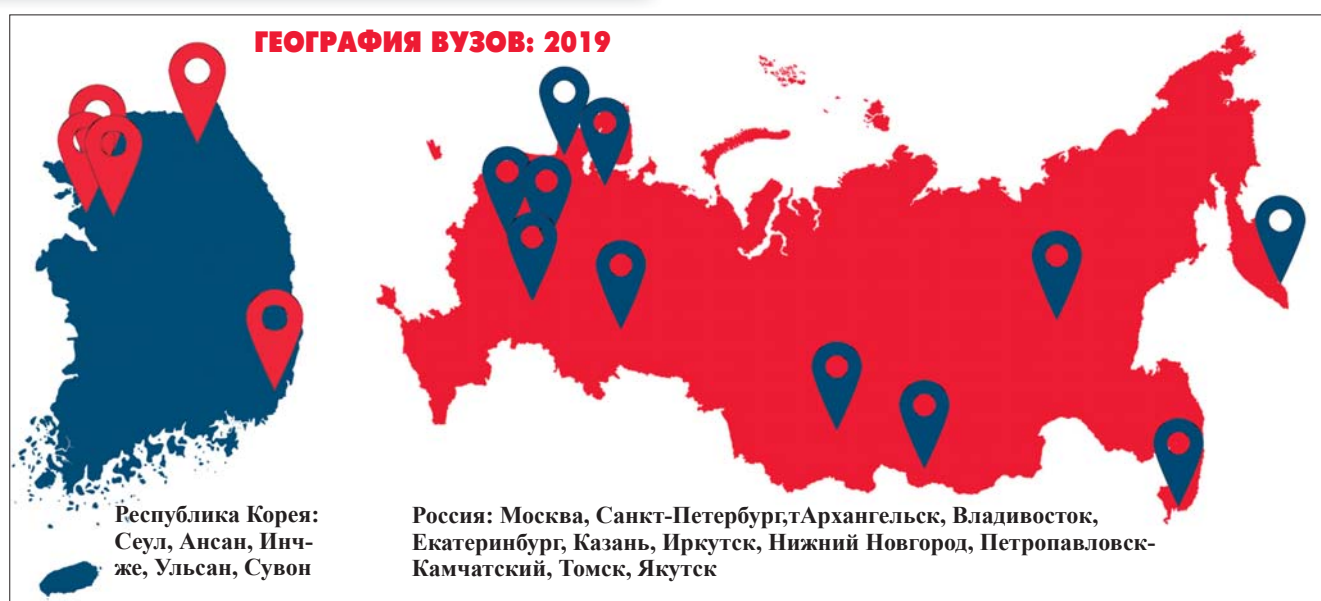 ГЕОГРАФИЯ ВУЗОВ: 2019
Республика Корея:
Сеул, Ансан, Инч-
же, Ульсан, Сувон
Россия: Москва, Санкт-Петербург,тАрхангельск, Владивосток,
Екатеринбург, Казань, Иркутск, Нижний Новгород, Петропавловск-
Камчатский, Томск, Якутск